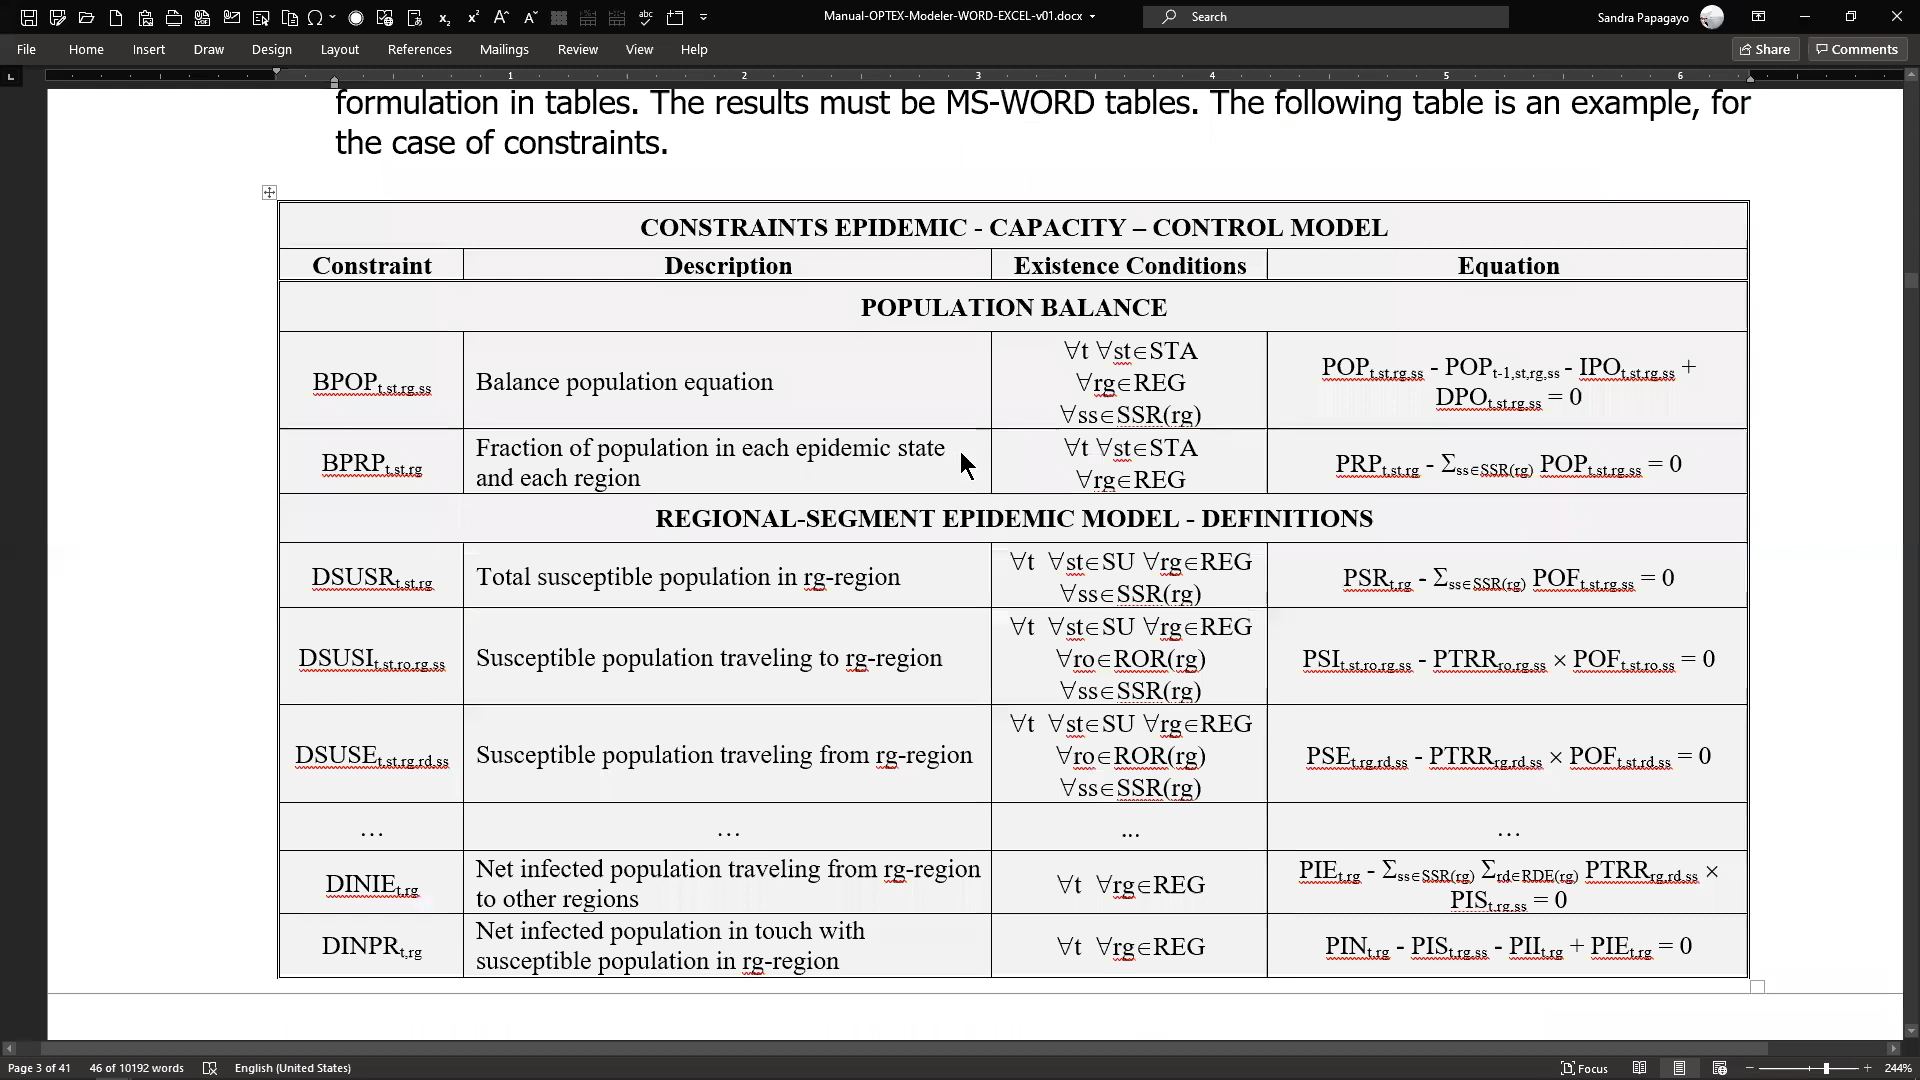 Manual-OPTEX-Modeler-WORD-EXCEL-v01.docx
Search
Sandra Papagayo
File Home Insert Draw Design Layout References Mailings Review View Help
Share Comments
1 2 3 4 5 6
formulation in tables. The results must be MS-WORD tables. The following table is an example, for
the case of constraints.
CONSTRAINTS EPIDEMIC - CAPACITY – CONTROL MODEL
Constraint Description Existence Conditions Equation
POPULATION BALANCE
BPOPt,st,rg,ss
Balance population equation
∀t ∀st∈STA
∀rg∈REG
∀ss∈SSR(rg)
POPt,st,rg,ss - POPt-1,st,rg,ss - IPOt,st,rg,ss +
DPOt,st,rg,ss = 0
BPRPt,st,rg
Fraction of population in each epidemic state
and each region
∀t ∀st∈STA
∀rg∈REG
PRPt,st,rg - Σss∈SSR(rg) POPt,st,rg,ss = 0
REGIONAL-SEGMENT EPIDEMIC MODEL - DEFINITIONS
DSUSRt,st,rg
Total susceptible population in rg-region
∀t ∀st∈SU ∀rg∈REG
∀ss∈SSR(rg)
PSRt,rg - Σss∈SSR(rg) POFt,st,rg,ss = 0
DSUSIt,st,ro,rg,ss
Susceptible population traveling to rg-region
∀t ∀st∈SU ∀rg∈REG
∀ro∈ROR(rg)
∀ss∈SSR(rg)
PSIt,st,ro,rg,ss - PTRRro,rg,ss × POFt,st,ro,ss = 0
DSUSEt,st,rg,rd,ss
Susceptible population traveling from rg-region
∀t ∀st∈SU ∀rg∈REG
∀ro∈ROR(rg)
∀ss∈SSR(rg)
PSEt,rg,rd,ss - PTRRrg,rd,ss × POFt,st,rd,ss = 0
… … ... …
DINIEt,rg
Net infected population traveling from rg-region
to other regions
∀t ∀rg∈REG
PIEt,rg - Σss∈SSR(rg) Σrd∈RDE(rg) PTRRrg,rd,ss ×
PISt,rg,ss = 0
DINPRt,rg
Net infected population in touch with
susceptible population in rg-region
∀t ∀rg∈REG
PINt,rg - PISt,rg,ss - PIIt,rg + PIEt,rg = 0
Page 3 of 41 46 of 10192 words English (United States) Focus 244%